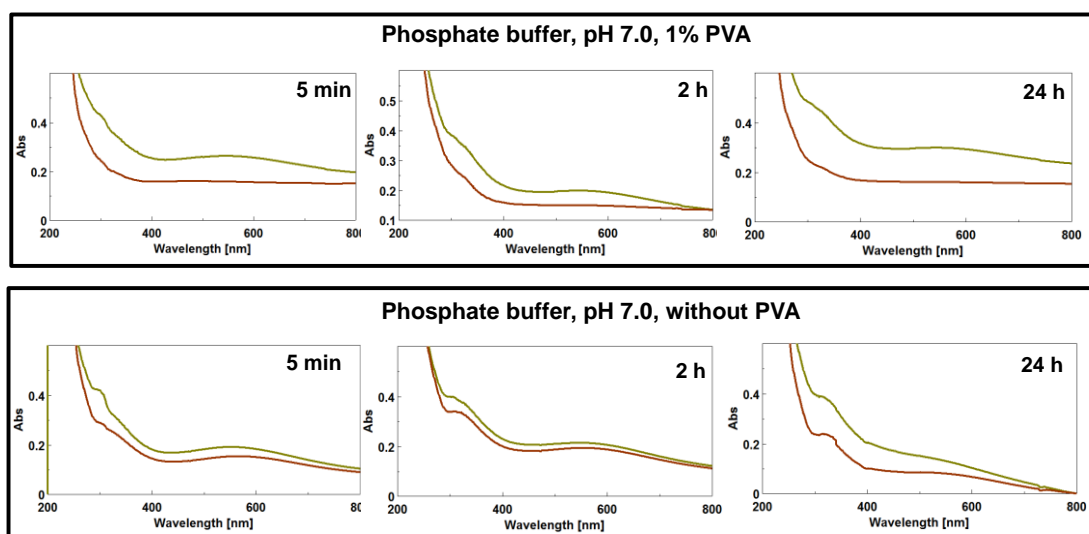 Phosphate buffer, pH 7.0, 1% PVA
5 min
Abs
0.4
0.2
0
200 400 600 800
Wavelength [nm]
2 h
Abs
0.5
0.4
0.3
0.2
0.1
200 400 600 800
Wavelength [nm]
24 h
Abs
0.4
0.2
0
200 400 600 800
Wavelength [nm]
Phosphate buffer, pH 7.0, without PVA
5 min
Abs
0.4
0.2
0
200 400 600 800
Wavelength [nm]
2 h
Abs
0.4
0.2
0
200 400 600 800
Wavelength [nm]
24 h
Abs
0.4
0.2
0
200 400 600 800
Wavelength [nm]